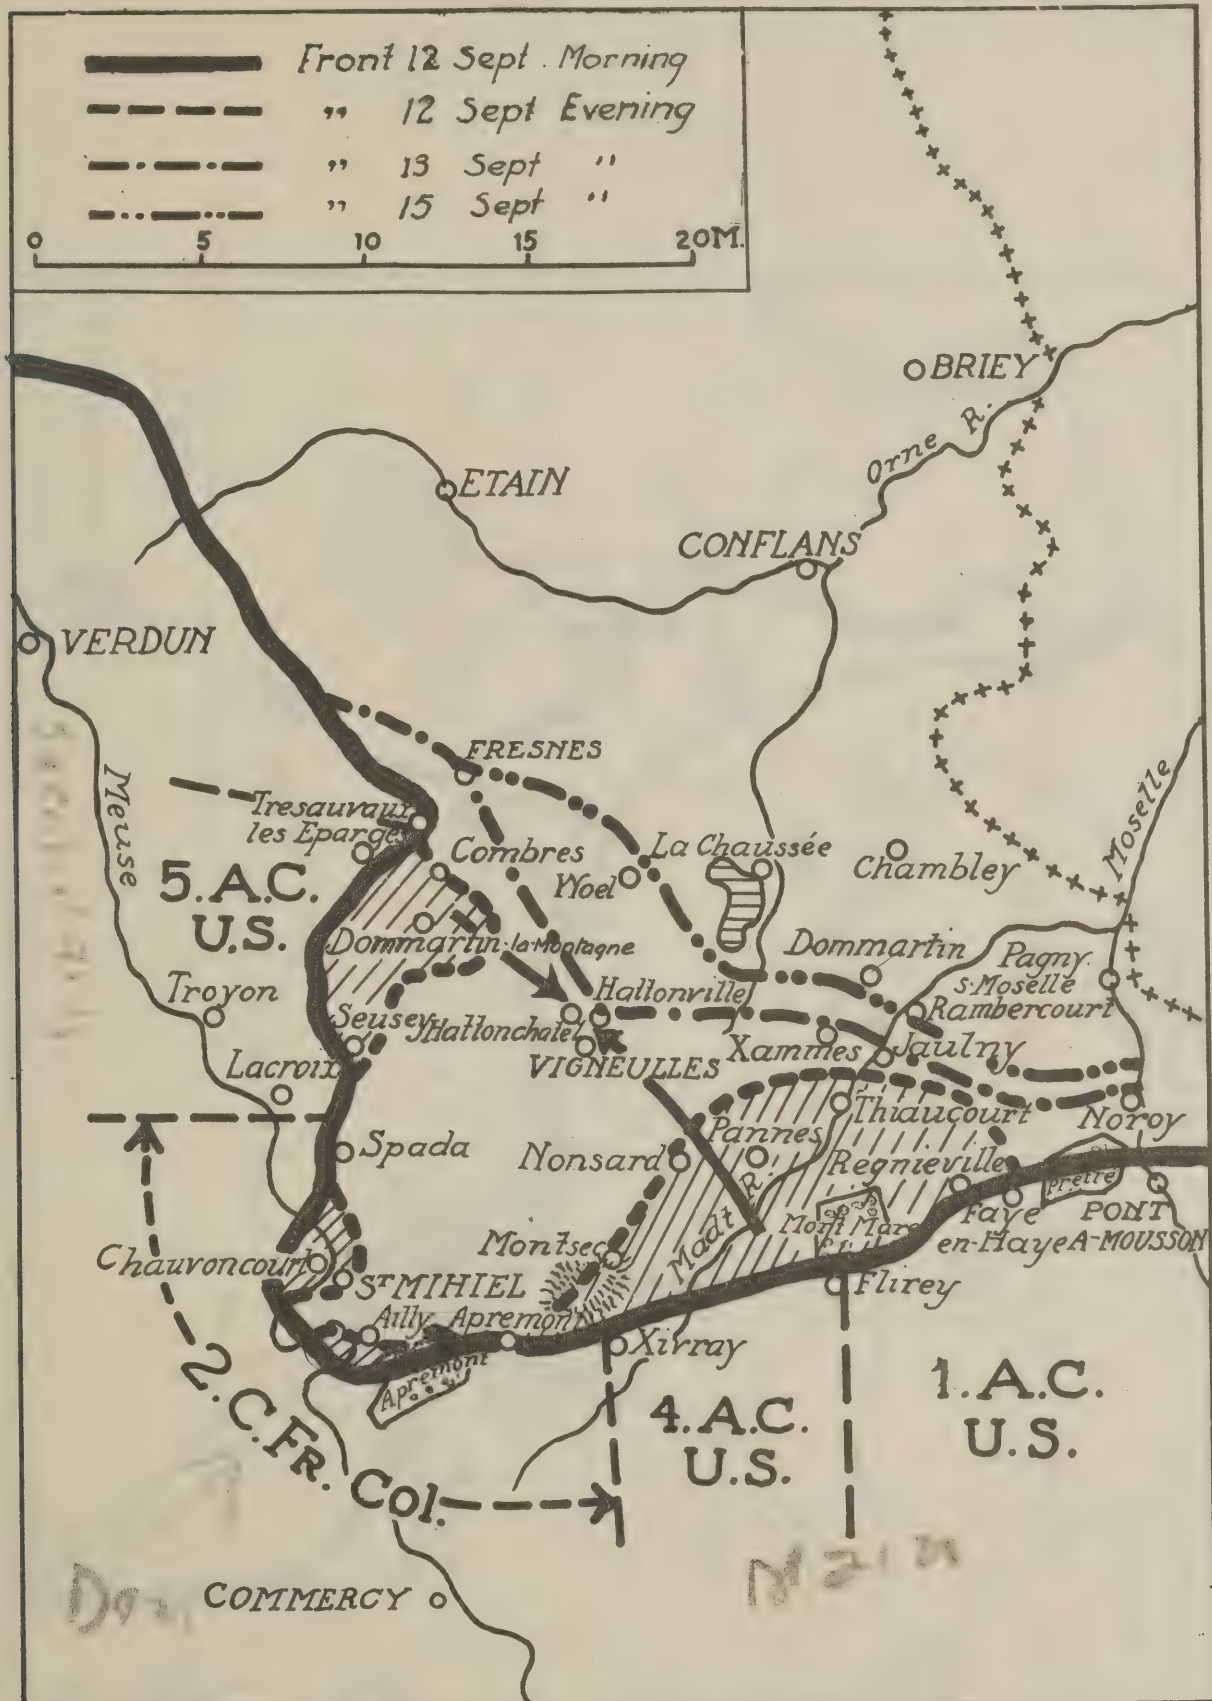 Front 12 Sept. Morning
„ 12 Sept Evening
„ 13 Sept "
„ 15 Sept "
0 5 10 15 20M.
BRIEY
Orne R.
ETAIN
CONFLANS
VERDUN
Meuse
Moselle
FRESNES
Tresauvaux
les Eparges
Combres
La Chaussée
Woel
Chambley
5. A.C.
U.S.
Dommartin-la-Montagne
Dommartin
Pagny
s. Moselle
Troyon
Hattonville
Rambercourt
Seusey
Hattonchatel
Lacroix
VIGNEULLES
Xammes
Jaulny
Thiaucourt
Noroy
Spada
Nonsard
Pannes
Regnieville
Prêtre
Madt R.
Mont Mare
Faye
en-Haye
PONT
A-MOUSSON
Chauvoncourt
Montsec
ST MIHIEL
Flirey
Ailly
Apremont
Apremont
Xivray
2. C. FR. Col.
4. A.C.
U.S.
1. A.C.
U.S.
COMMERCY